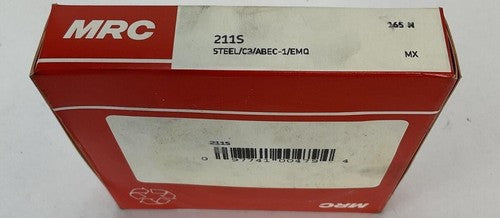 MRC
211S
STEEL/C3/ABEC-1/EMQ
265 N
MX
211S
MRC